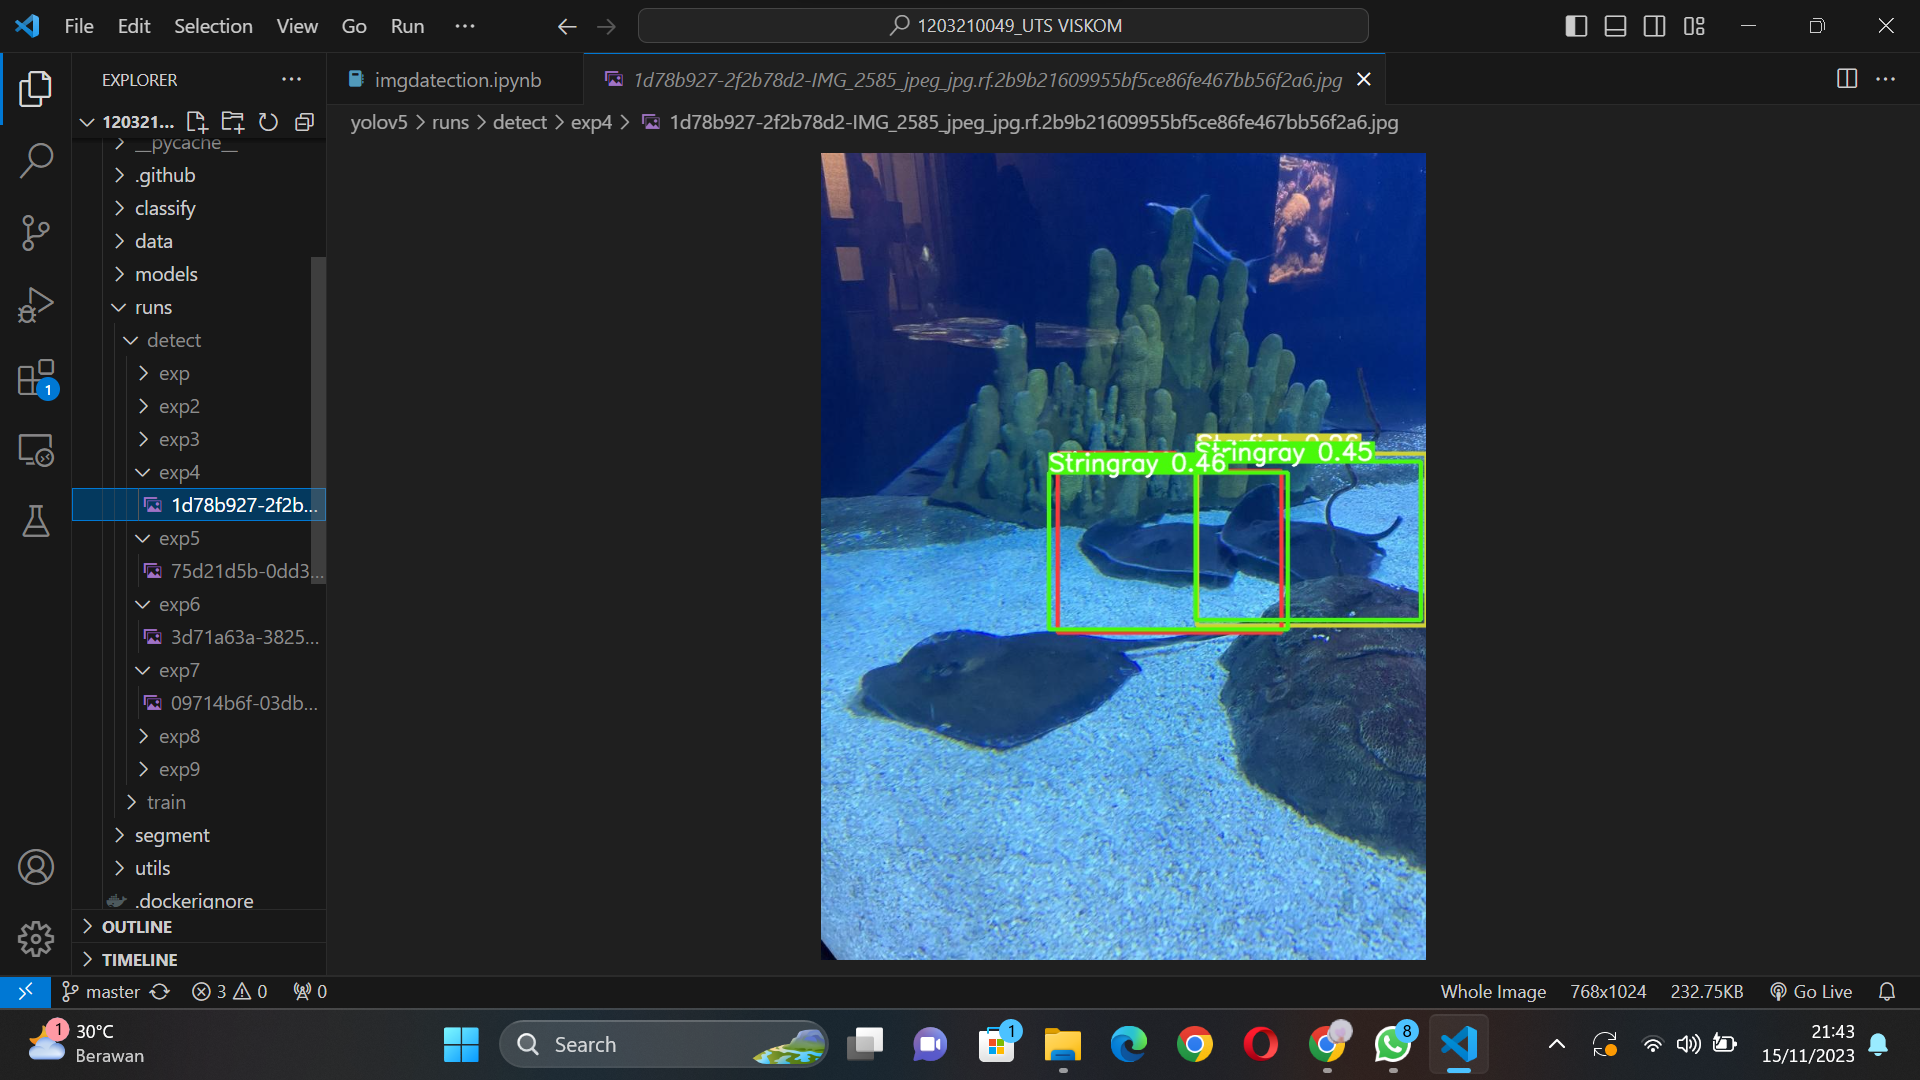 File Edit Selection View Go Run ...
1203210049_UTS VISKOM
EXPLORER
imgdatection.ipynb
1d78b927-2f2b78d2-IMG_2585_jpeg_jpg.rf.2b9b21609955bf5ce86fe467bb56f2a6.jpg
yolov5 > runs > detect > exp4 > 1d78b927-2f2b78d2-IMG_2585_jpeg_jpg.rf.2b9b21609955bf5ce86fe467bb56f2a6.jpg
120321...
__pycache__
.github
classify
data
models
runs
detect
exp
exp2
exp3
exp4
1d78b927-2f2b...
exp5
75d21d5b-0dd3...
exp6
3d71a63a-3825...
exp7
09714b6f-03db...
exp8
exp9
train
segment
utils
.dockerignore
OUTLINE
TIMELINE
1
Starfish 0.26
Stringray 0.45
Stringray 0.46
master
3
0
0
Whole Image
768x1024
232.75KB
Go Live
1
30°C
Berawan
Search
1
8
21:43
15/11/2023